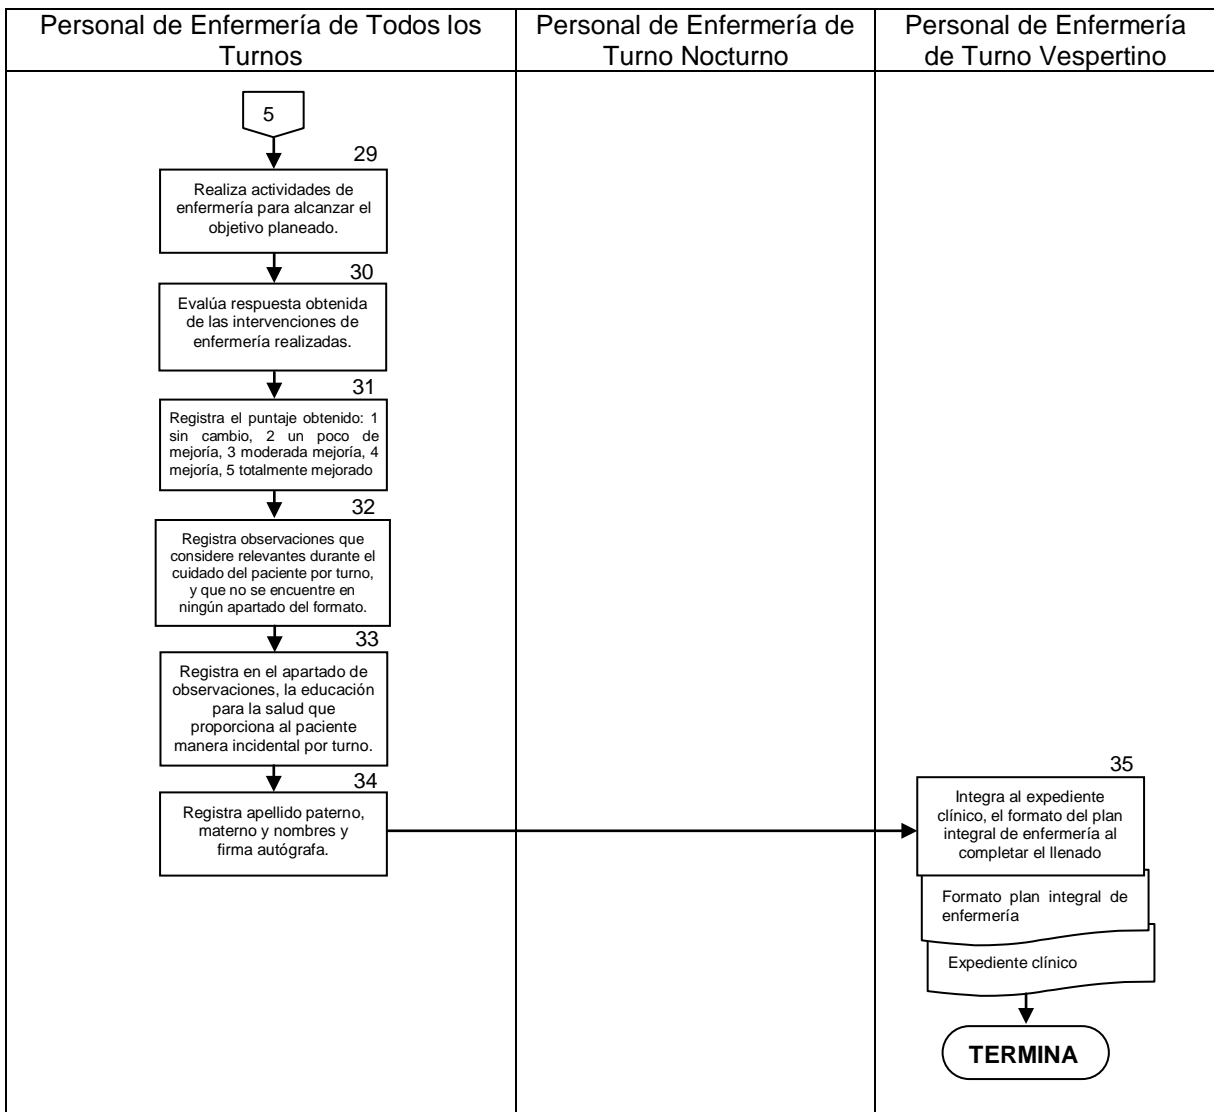 Personal de Enfermería de Todos los
Turnos
Personal de Enfermería de
Turno Nocturno
Personal de Enfermería
de Turno Vespertino
5
29
Realiza actividades de
enfermería para alcanzar el
objetivo planeado.
30
Evalúa respuesta obtenida
de las intervenciones de
enfermería realizadas.
31
Registra el puntaje obtenido: 1
sin cambio, 2 un poco de
mejoría, 3 moderada mejoría, 4
mejoría, 5 totalmente mejorado
32
Registra observaciones que
considere relevantes durante el
cuidado del paciente por turno,
y que no se encuentre en
ningún apartado del formato.
33
Registra en el apartado de
observaciones, la educación
para la salud que
proporciona al paciente
manera incidental por turno.
34
Registra apellido paterno,
materno y nombres y
firma autógrafa.
35
Integra al expediente
clínico, el formato del plan
integral de enfermería al
completar el llenado
Formato plan integral de
enfermería
Expediente clínico
TERMINA